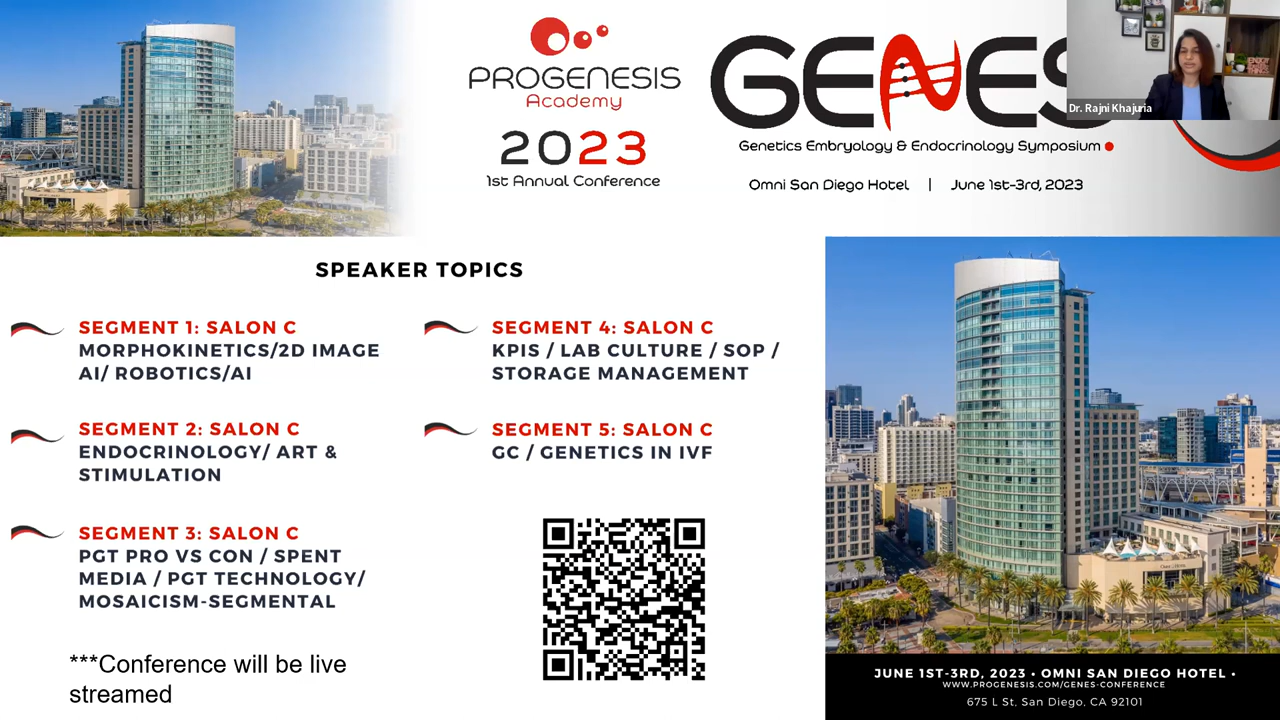 PROGENESIS
Academy
2023
1st Annual Conference
GENES
Genetics Embryology & Endocrinology Symposium
Omni San Diego Hotel | June 1st-3rd, 2023
Dr. Rajni Khajuria
SPEAKER TOPICS
SEGMENT 1: SALON C
MORPHOKINETICS/2D IMAGE
AI/ ROBOTICS/AI
SEGMENT 2: SALON C
ENDOCRINOLOGY/ ART &
STIMULATION
SEGMENT 3: SALON C
PGT PRO VS CON / SPENT
MEDIA / PGT TECHNOLOGY/
MOSAICISM-SEGMENTAL
***Conference will be live
streamed
SEGMENT 4: SALON C
KPIS / LAB CULTURE / SOP /
STORAGE MANAGEMENT
SEGMENT 5: SALON C
GC / GENETICS IN IVF
JUNE 1ST-3RD, 2023 • OMNI SAN DIEGO HOTEL •
WWW.PROGENESIS.COM/GENES-CONFERENCE
675 L St, San Diego, CA 92101